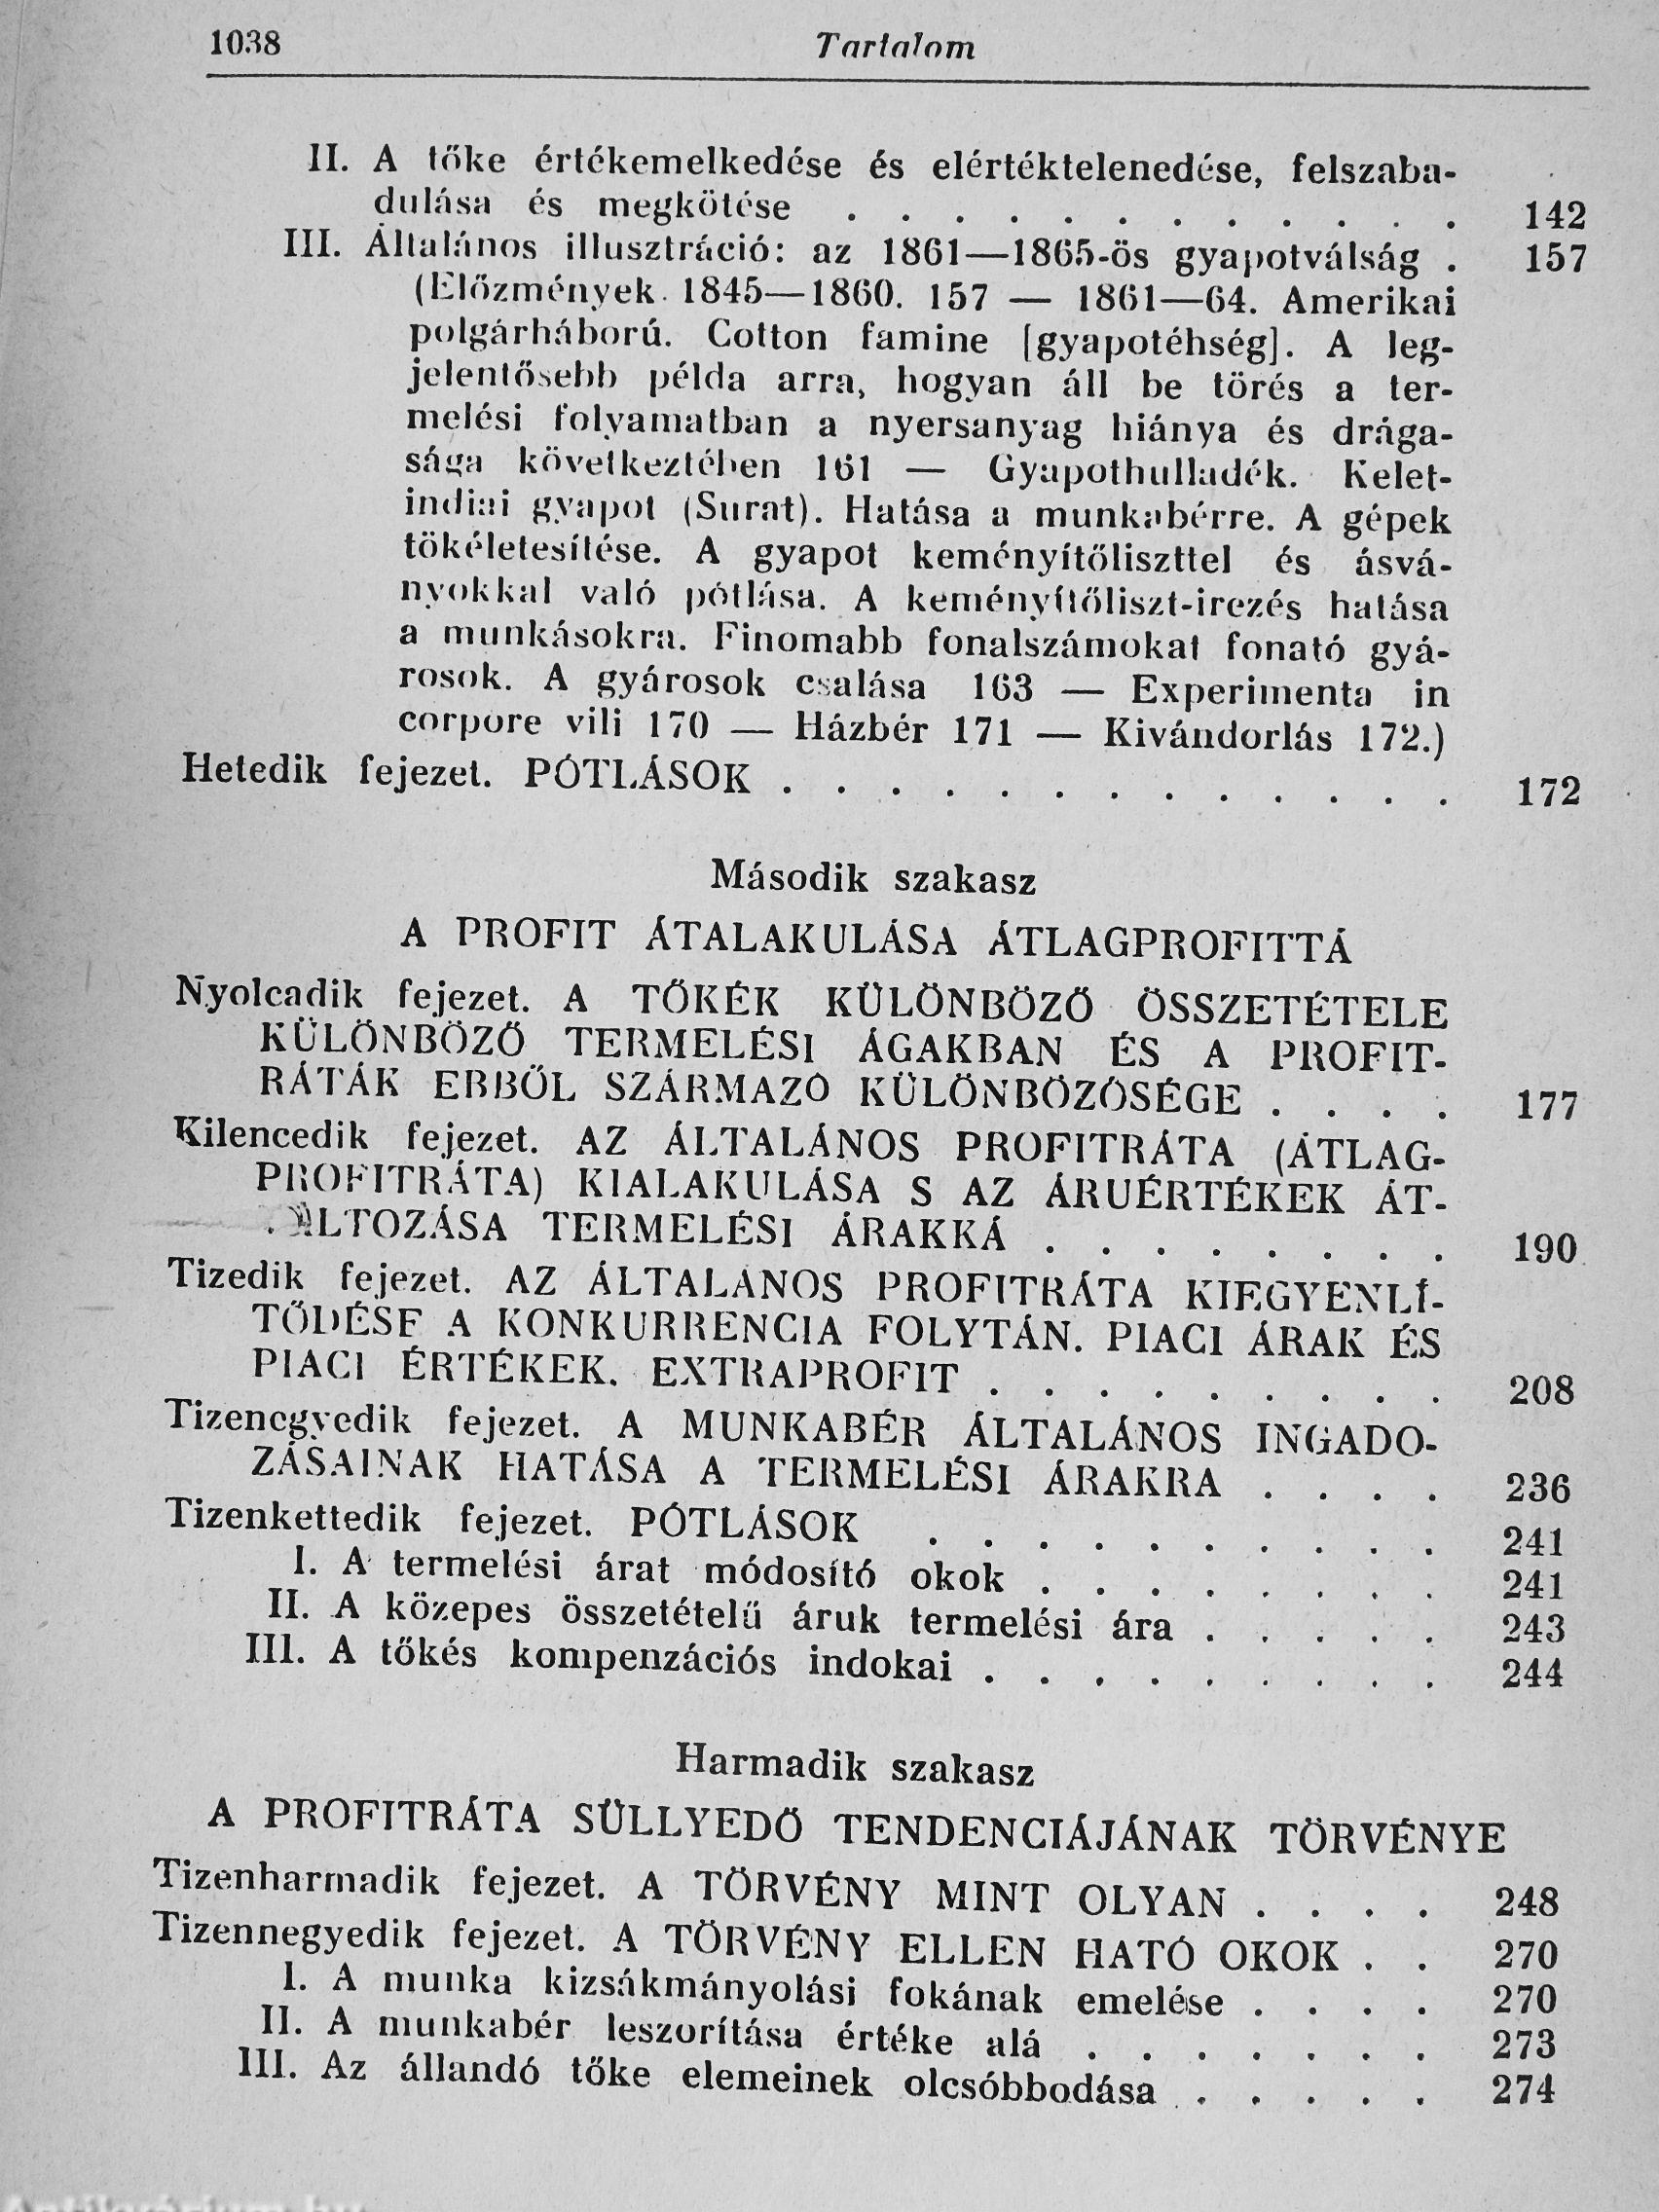 1038 Tartalom
II. A tőke értékemelkedése és elértéktelenedése, felszaba-
dulása és megkötése . . . . . . . . . . . . 142
III. Általános illusztráció: az 1861—1865-ös gyapotválság . 157
(Előzmények. 1845—1860. 157 — 1861—64. Amerikai
polgárháború. Cotton famine [gyapotéhség]. A leg-
jelentősebb példa arra, hogyan áll be törés a ter-
melési folyamatban a nyersanyag hiánya és drága-
sága következtében 161 — Gyapothulladék. Kelet-
indiai gyapot (Surat). Hatása a munkabérre. A gépek
tökéletesítése. A gyapot keményítőliszttel és ásvá-
nyokkal való pótlása. A keményítőliszt-irezés hatása
a munkásokra. Finomabb fonalszámokat fonató gyá-
rosok. A gyárosok csalása 163 — Experimenta in
corpore vili 170 — Házbér 171 — Kivándorlás 172.)
Hetedik fejezet. PÓTLÁSOK . . . . . . . . . . . . . 172
Második szakasz
A PROFIT ÁTALAKULÁSA ÁTLAGPROFITTÁ
Nyolcadik fejezet. A TŐKÉK KÜLÖNBÖZŐ ÖSSZETÉTELE
KÜLÖNBÖZŐ TERMELÉSI ÁGAKBAN ÉS A PROFIT-
RÁTÁK EBBŐL SZÁRMAZÓ KÜLÖNBÖZŐSÉGE . . . . 177
Kilencedik fejezet. AZ ÁLTALÁNOS PROFITRÁTA (ÁTLAG-
PROFITRÁTA) KIALAKULÁSA S AZ ÁRUÉRTÉKEK ÁT-
LTOZÁSA TERMELÉSI ÁRAKKÁ . . . . . . . . 190
Tizedik fejezet. AZ ÁLTALÁNOS PROFITRÁTA KIEGYENLÍ-
TŐDÉSE A KONKURRENCIA FOLYTÁN. PIACI ÁRAK ÉS
PIACI ÉRTÉKEK. EXTRAPROFIT . . . . . . . . . 208
Tizenegyedik fejezet. A MUNKABÉR ÁLTALÁNOS INGADO-
ZÁSAINAK HATÁSA A TERMELÉSI ÁRAKRA . . . . 236
Tizenkettedik fejezet. PÓTLÁSOK . . . . . . . . . . 241
I. A termelési árat módosító okok . . . . . . . . 241
II. A közepes összetételű áruk termelési ára . . . . . 243
III. A tőkés kompenzációs indokai . . . . . . . . . 244
Harmadik szakasz
A PROFITRÁTA SÜLLYEDŐ TENDENCIÁJÁNAK TÖRVÉNYE
Tizenharmadik fejezet. A TÖRVÉNY MINT OLYAN . . . . 248
Tizennegyedik fejezet. A TÖRVÉNY ELLEN HATÓ OKOK . . 270
I. A munka kizsákmányolási fokának emelése . . . . 270
II. A munkabér leszorítása értéke alá . . . . . . . 273
III. Az állandó tőke elemeinek olcsóbbodása . . . . . 274